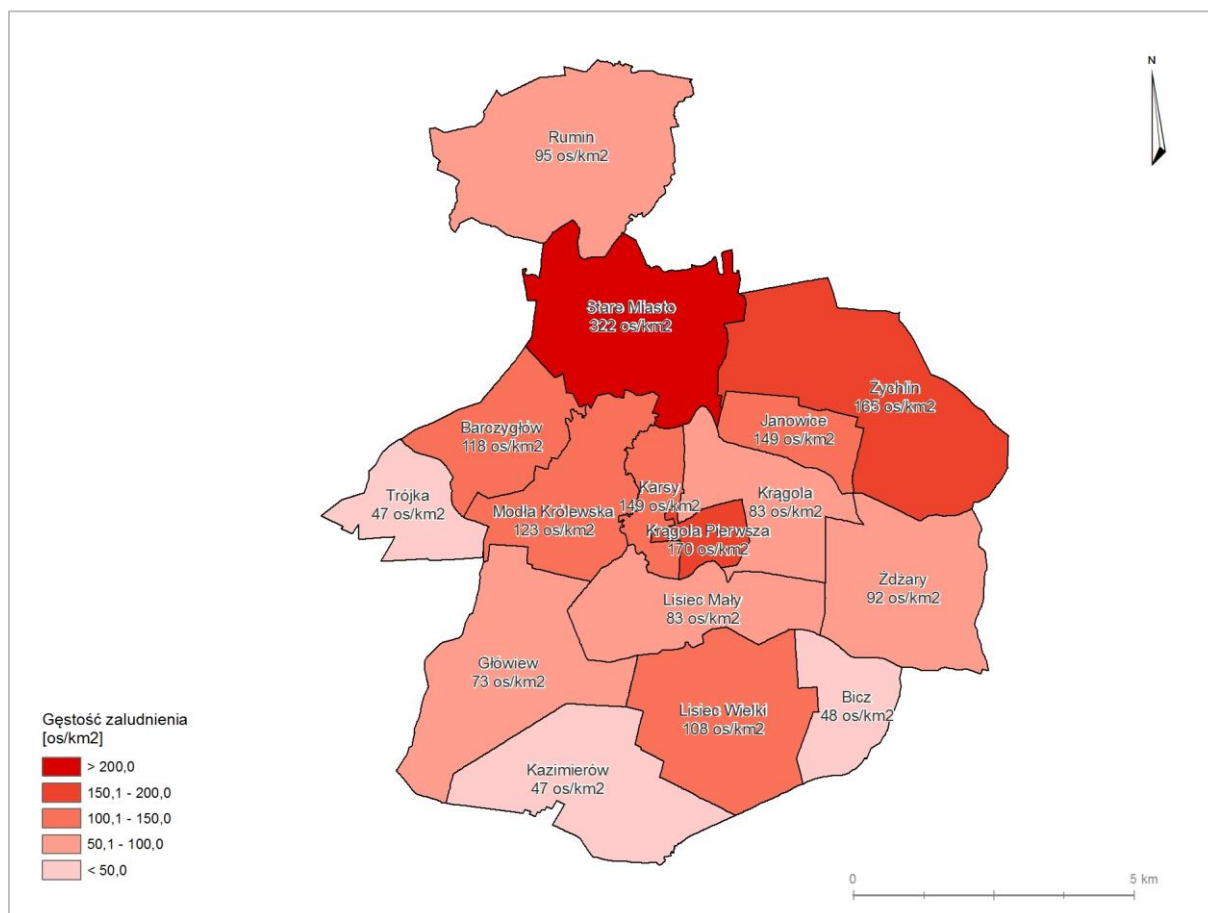 N
Rumin
95 os/km2
Stare Miasto
322 os/km2
Żychlin
165 os/km2
Janowice
149 os/km2
Barczygłów
118 os/km2
Trójka
47 os/km2
Modła Królewska
123 os/km2
Karsy
149 os/km2
Krągola
83 os/km2
Krągola Pierwsza
170 os/km2
Żdżary
92 os/km2
Lisiec Mały
83 os/km2
Główiew
73 os/km2
Lisiec Wielki
108 os/km2
Bicz
48 os/km2
Kazimierów
47 os/km2
Gęstość zaludnienia
[os/km2]
> 200,0
150,1 - 200,0
100,1 - 150,0
50,1 - 100,0
< 50,0
0 5 km